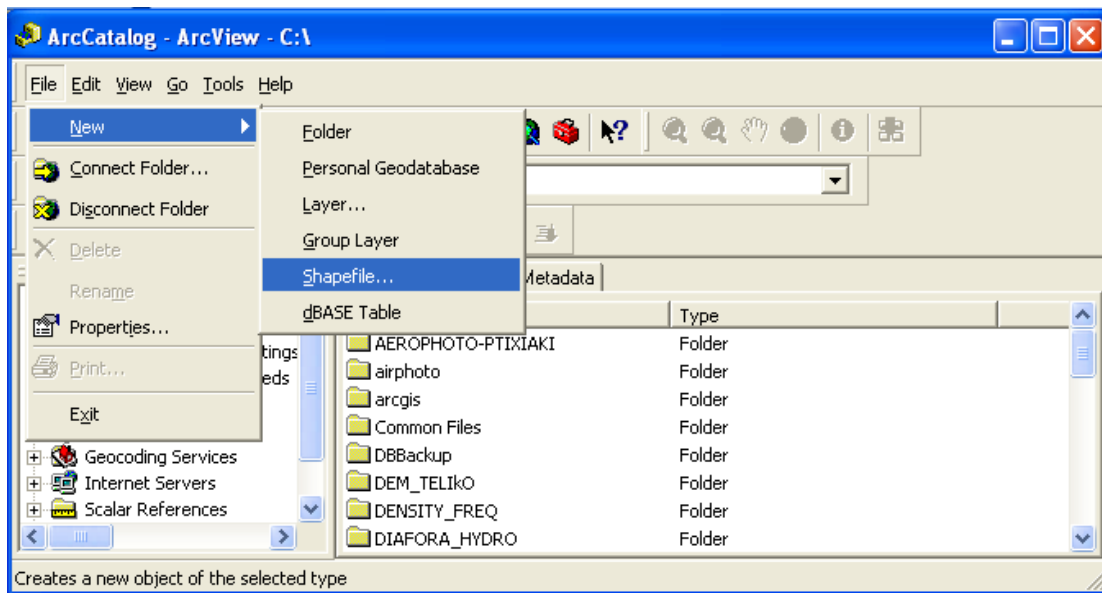 ArcCatalog - ArcView - C:\
File Edit View Go Tools Help
New
Connect Folder...
Disconnect Folder
Delete
Rename
Properties...
Print...
Exit
Folder
Personal Geodatabase
Layer...
Group Layer
Shapefile...
dBASE Table
Metadata
tings
eds
Geocoding Services
Internet Servers
Scalar References
Type
AEROPHOTO-PTIXIAKI Folder
airphoto Folder
arcgis Folder
Common Files Folder
DBBackup Folder
DEM_TELIkO Folder
DENSITY_FREQ Folder
DIAFORA_HYDRO Folder
Creates a new object of the selected type